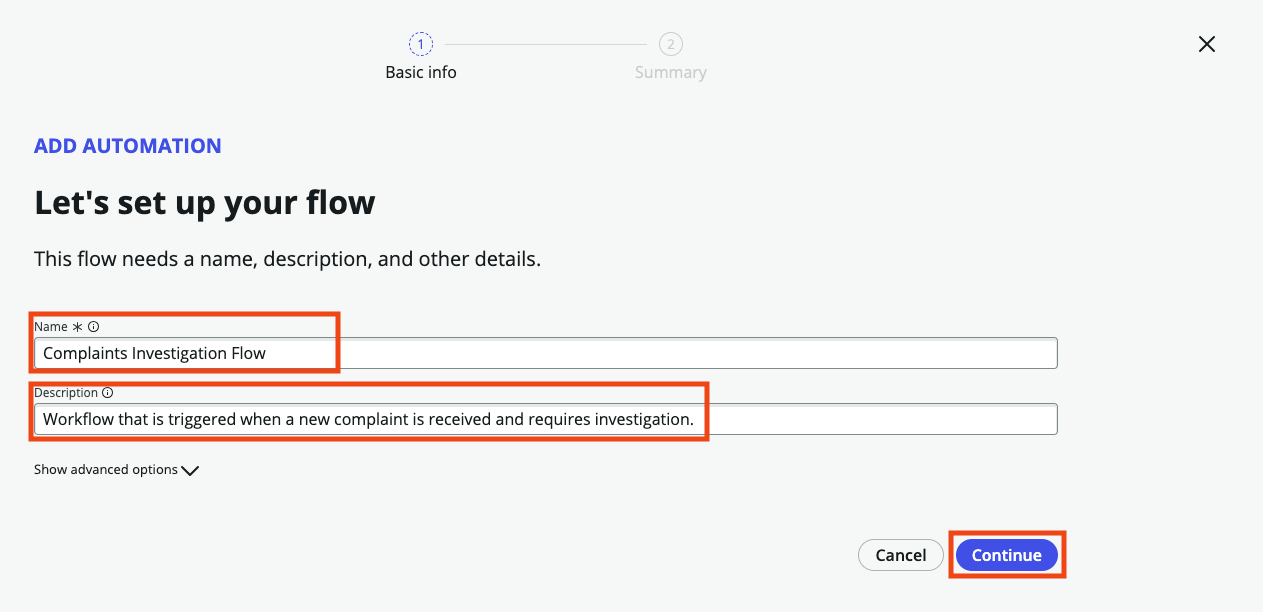 1
2
Basic info
Summary
ADD AUTOMATION
Let's set up your flow
This flow needs a name, description, and other details.
Name *
Complaints Investigation Flow
Description
Workflow that is triggered when a new complaint is received and requires investigation.
Show advanced options
Cancel
Continue